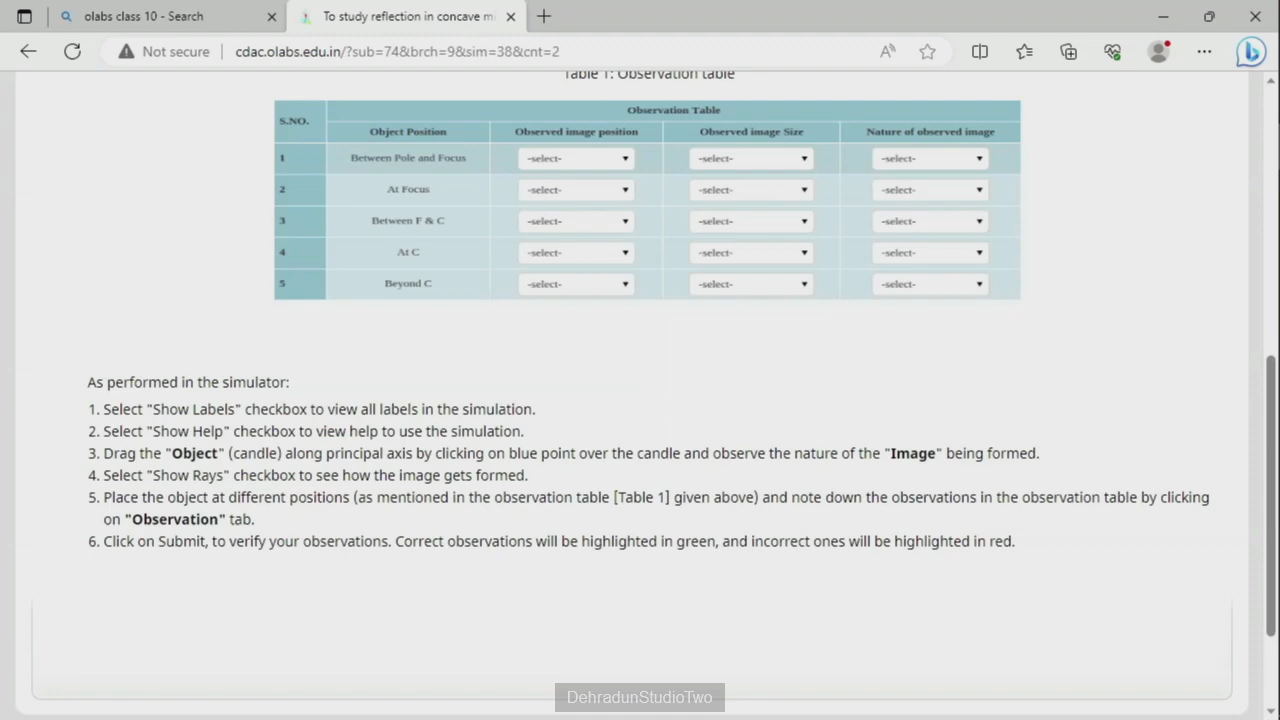 olabs class 10 - Search
To study reflection in concave mi
Not secure
cdac.olabs.edu.in/?sub=74&brch=9&sim=38&cnt=2
Table 1: Observation table
S.NO.
Observation Table
Object Position
Observed image position
Observed image Size
Nature of observed image
1 Between Pole and Focus -select- -select- -select-
2 At Focus -select- -select- -select-
3 Between F & C -select- -select- -select-
4 At C -select- -select- -select-
5 Beyond C -select- -select- -select-
As performed in the simulator:
1. Select "Show Labels" checkbox to view all labels in the simulation.
2. Select "Show Help" checkbox to view help to use the simulation.
3. Drag the "Object" (candle) along principal axis by clicking on blue point over the candle and observe the nature of the "Image" being formed.
4. Select "Show Rays" checkbox to see how the image gets formed.
5. Place the object at different positions (as mentioned in the observation table [Table 1] given above) and note down the observations in the observation table by clicking
on "Observation" tab.
6. Click on Submit, to verify your observations. Correct observations will be highlighted in green, and incorrect ones will be highlighted in red.
DehradunStudioTwo